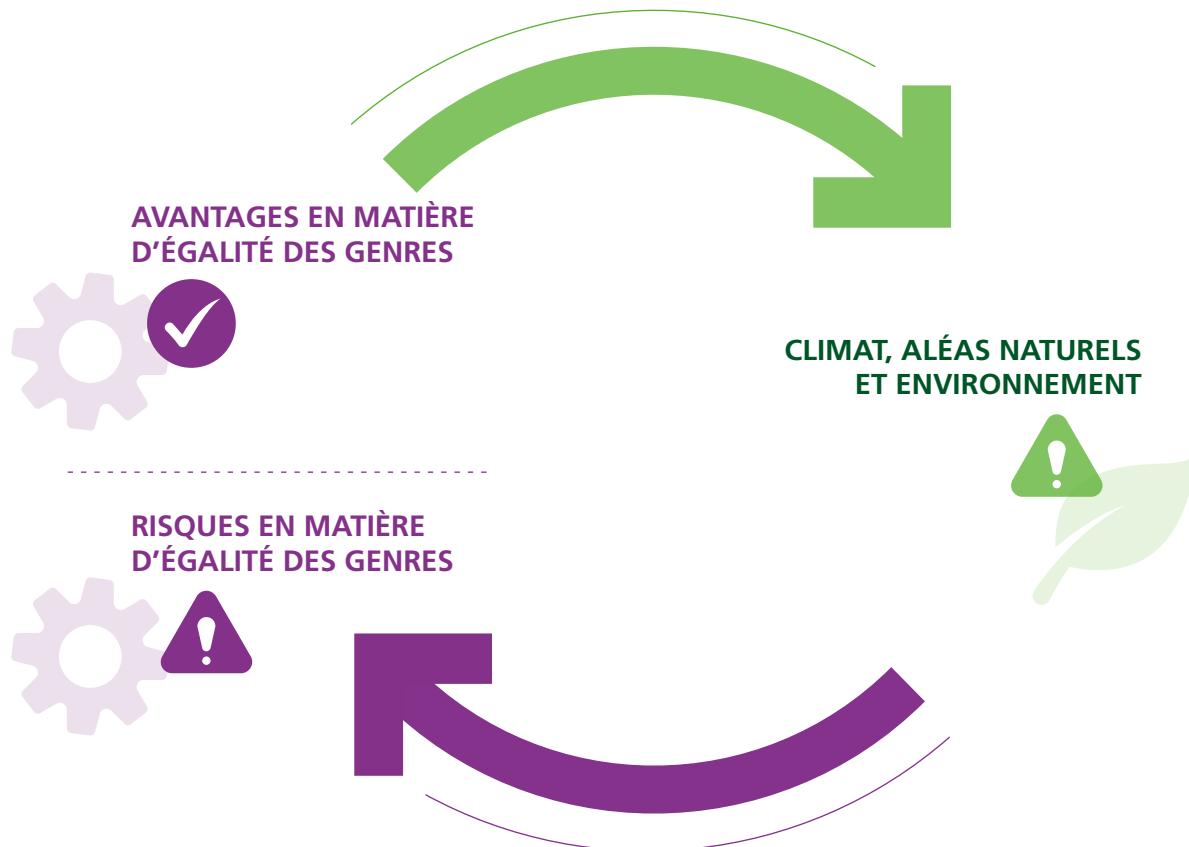 AVANTAGES EN MATIÈRE
D’ÉGALITÉ DES GENRES
CLIMAT, ALÉAS NATURELS
ET ENVIRONNEMENT
RISQUES EN MATIÈRE
D’ÉGALITÉ DES GENRES